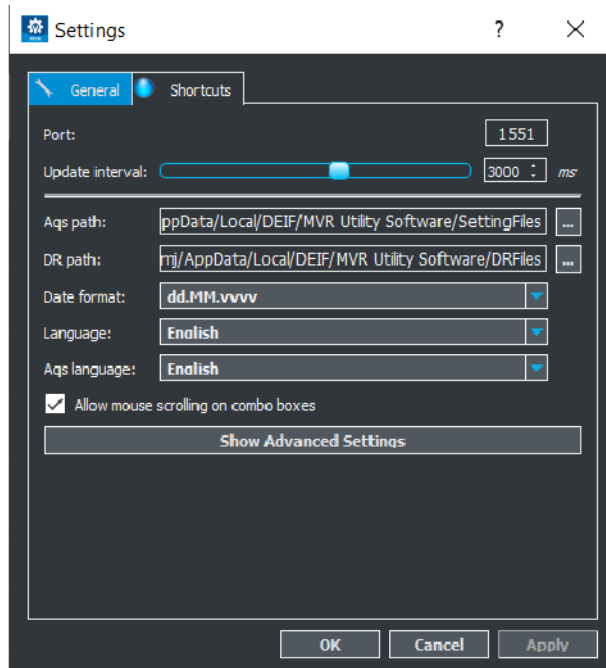 MVR
Settings
?
General Shortcuts
Port: 1551
Update interval: 3000 ms
Aqs path: ppData/Local/DEIF/MVR Utility Software/SettingFiles ...
DR path: mj/AppData/Local/DEIF/MVR Utility Software/DRFiles ...
Date format: dd.MM.yyyy
Language: English
Aqs language: English
Allow mouse scrolling on combo boxes
Show Advanced Settings
OK Cancel Apply